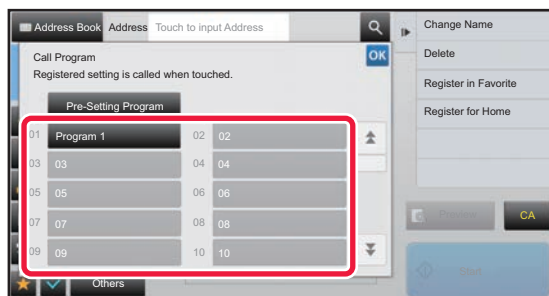 Address Book Address Touch to input Address
Call Program
OK
Registered setting is called when touched.
Pre-Setting Program
01 Program 1 02 02
03 03 04 04
05 05 06 06
07 07 08 08
09 09 10 10
Others
Change Name
Delete
Register in Favorite
Register for Home
Preview
CA
Start